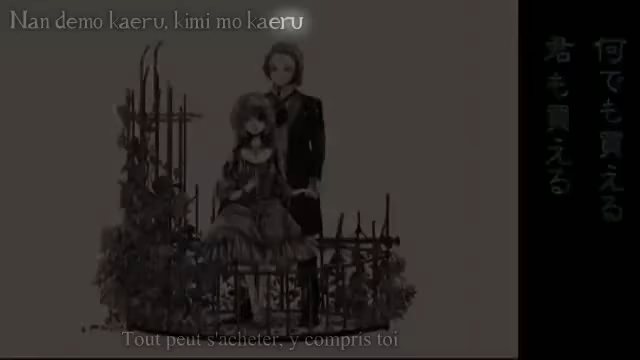 Nan demo kaeru, kimi mo kaeru
何でも買える
君も買える
Tout peut s'acheter, y compris toi